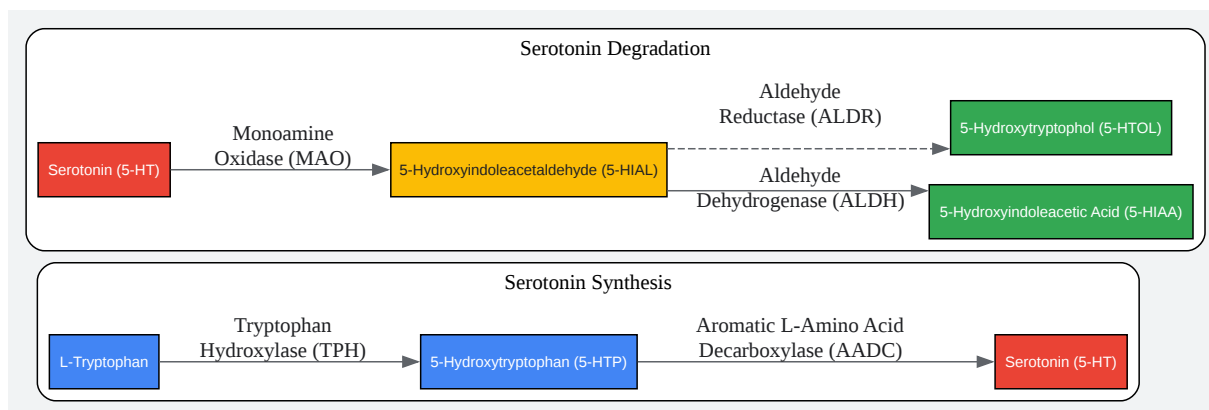 Serotonin Degradation
Aldehyde
Reductase (ALDR)
5-Hydroxytryptophol (5-HTOL)
Monoamine
Oxidase (MAO)
Serotonin (5-HT)
5-Hydroxyindoleacetaldehyde (5-HIAL)
Aldehyde
Dehydrogenase (ALDH)
5-Hydroxyindoleacetic Acid (5-HIAA)
Serotonin Synthesis
Tryptophan
Hydroxylase (TPH)
Aromatic L-Amino Acid
Decarboxylase (AADC)
L-Tryptophan
5-Hydroxytryptophan (5-HTP)
Serotonin (5-HT)